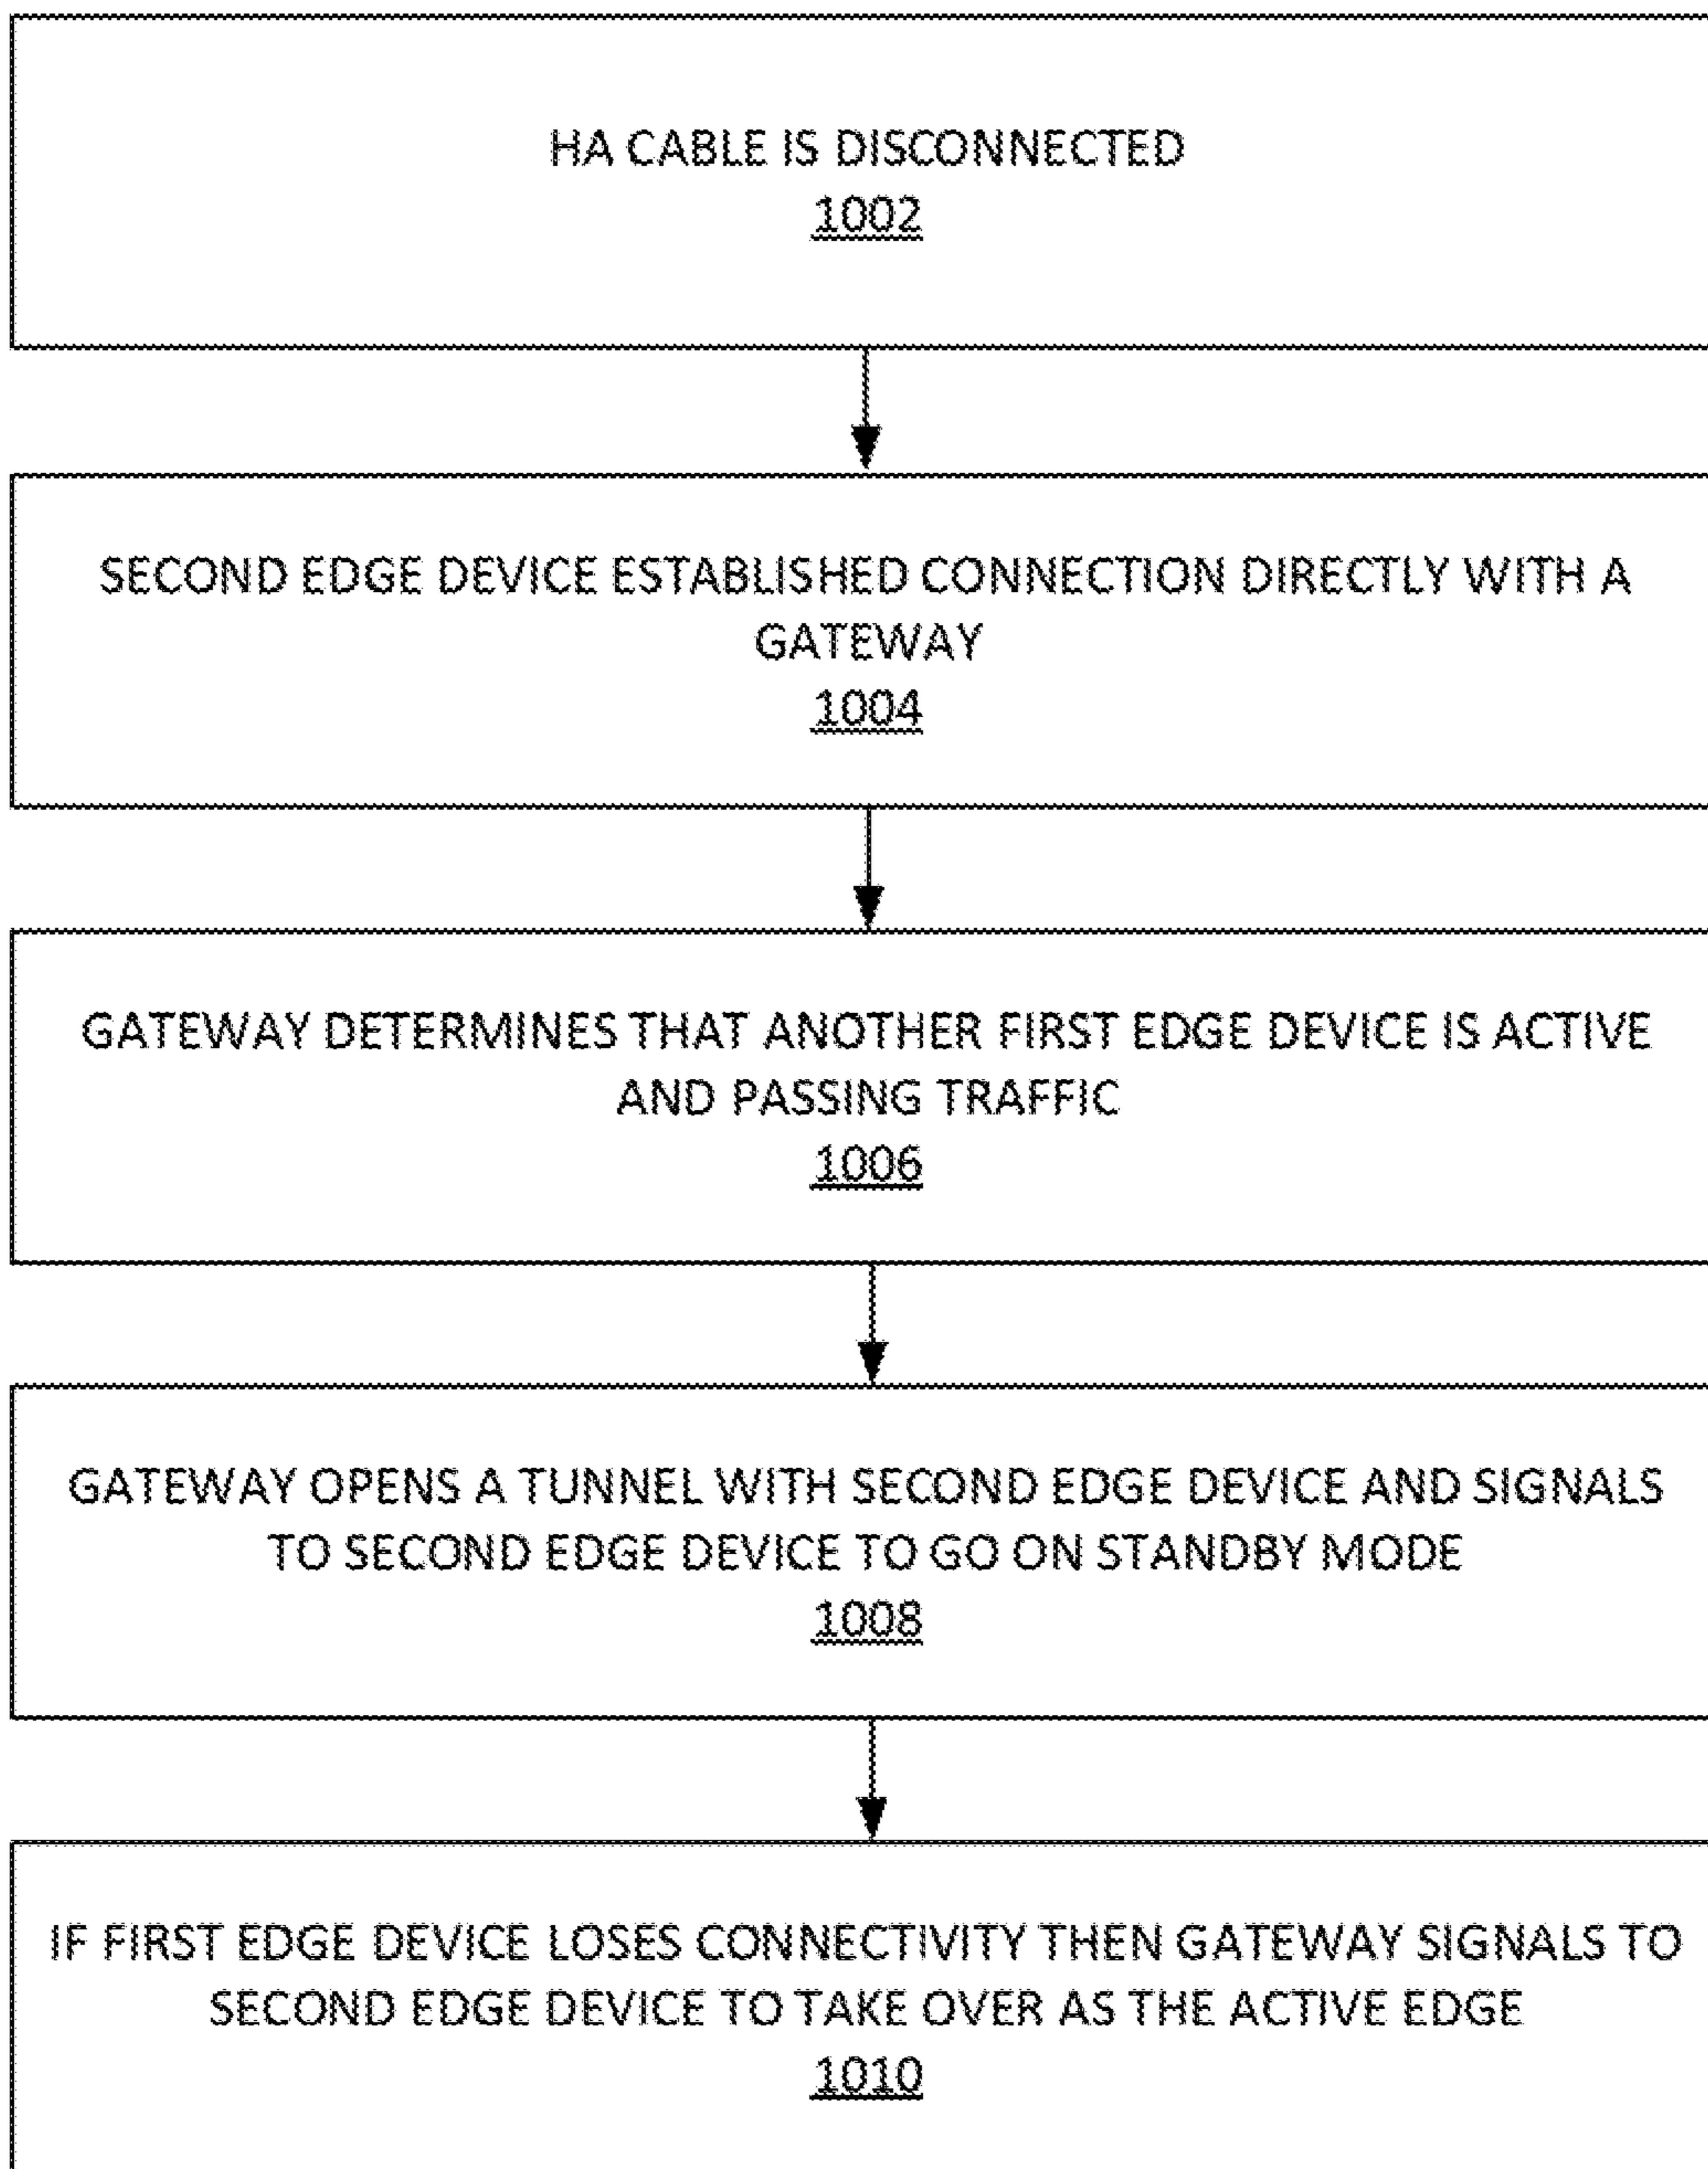 HA CABLE IS DISCONNECTED
1002
SECOND EDGE DEVICE ESTABLISHED CONNECTION DIRECTLY WITH A
GATEWAY
1004
GATEWAY DETERMINES THAT ANOTHER FIRST EDGE DEVICE IS ACTIVE
AND PASSING TRAFFIC
1006
GATEWAY OPENS A TUNNEL WITH SECOND EDGE DEVICE AND SIGNALS
TO SECOND EDGE DEVICE TO GO ON STANDBY MODE
1008
IF FIRST EDGE DEVICE LOSES CONNECTIVITY THEN GATEWAY SIGNALS TO
SECOND EDGE DEVICE TO TAKE OVER AS THE ACTIVE EDGE
1010